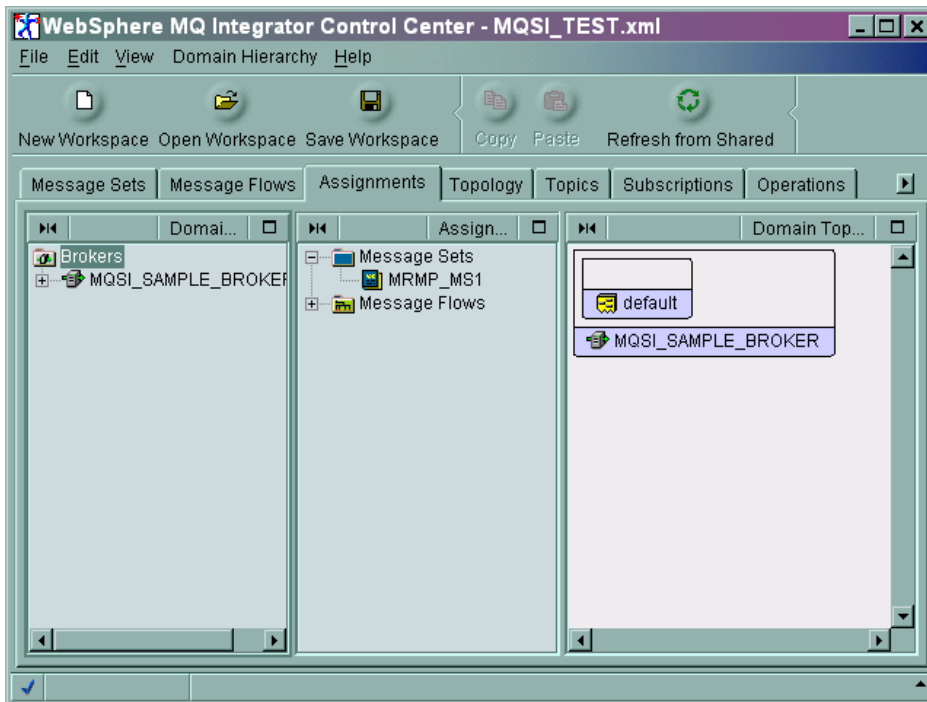 WebSphere MQ Integrator Control Center - MQSI_TEST.xml
File Edit View Domain Hierarchy Help
New Workspace Open Workspace Save Workspace Copy Paste Refresh from Shared
Message Sets Message Flows Assignments Topology Topics Subscriptions Operations
Domai... Assign... Domain Top...
Brokers
MQSI_SAMPLE_BROKER
Message Sets
MRMP_MS1
Message Flows
default
MQSI_SAMPLE_BROKER